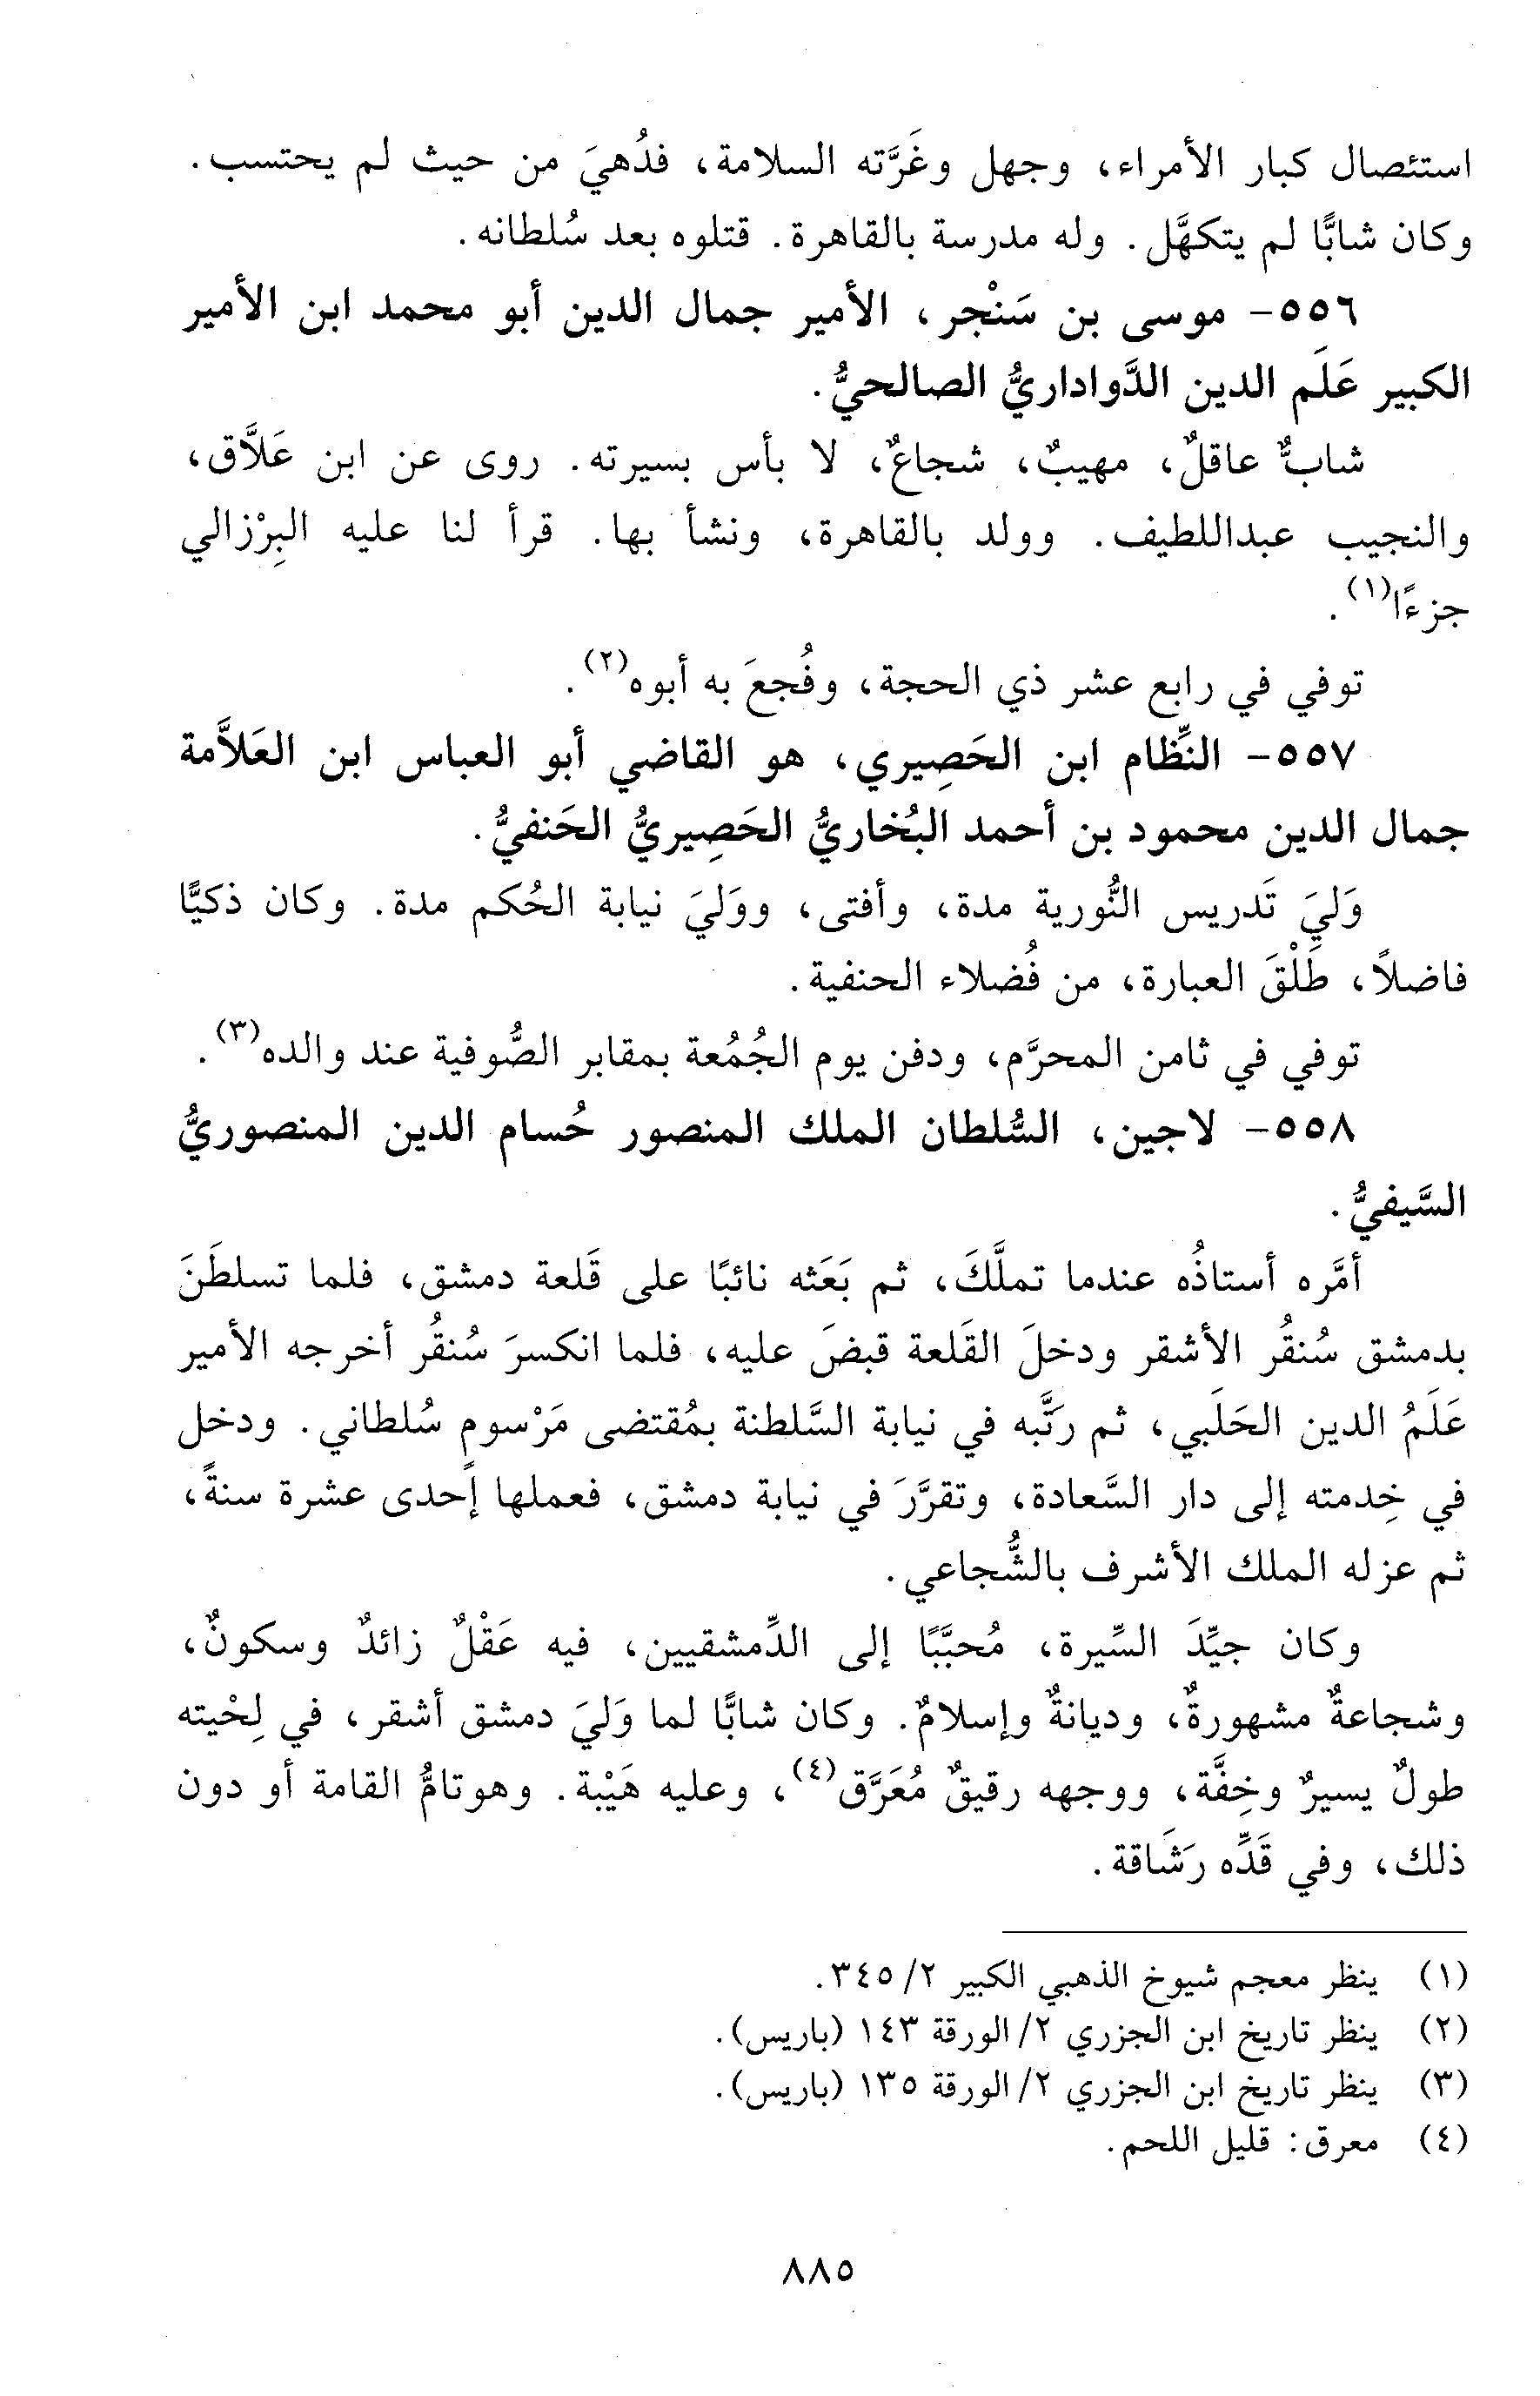 استئصال كبار الأمراء، وجهل وغَرَّته السلامة، فدُهيَ من حيث لم يحتسب.
وكان شابًّا لم يتكهَّل. وله مدرسة بالقاهرة. قتلوه بعد سُلطانه.
٥٥٦- موسى بن سَنْجر، الأمير جمال الدين أبو محمد ابن الأمير
الكبير عَلَم الدين الدَّواداريُّ الصالحيُّ.
شابٌّ عاقلٌ، مهيبٌ، شجاعٌ، لا بأس بسيرته. روى عن ابن عَلاَّق،
والنجيب عبداللطيف. وولد بالقاهرة، ونشأ بها. قرأ لنا عليه البِرْزالي
جزءًا(١).
توفي في رابع عشر ذي الحجة، وفُجعَ به أبوه(٢).
٥٥٧- النِّظام ابن الحَصِيري، هو القاضي أبو العباس ابن العَلاَّمة
جمال الدين محمود بن أحمد البُخاريُّ الحَصِيريُّ الحَنفيُّ.
وَليَ تَدريس النُّورية مدة، وأفتى، ووَليَ نيابة الحُكم مدة. وكان ذكيًّا
فاضلاً، طَلْقَ العبارة، من فُضلاء الحنفية.
توفي في ثامن المحرَّم، ودفن يوم الجُمُعة بمقابر الصُّوفية عند والده(٣).
٥٥٨- لاجين، السُّلطان الملك المنصور حُسام الدين المنصوريُّ
السَّيفيُّ.
أمَّره أستاذُه عندما تملَّكَ، ثم بَعَثه نائبًا على قَلعة دمشق، فلما تسلطَنَ
بدمشق سُنقُر الأشقر ودخلَ القَلعة قبضَ عليه، فلما انكسرَ سُنقُر أخرجه الأمير
عَلَمُ الدين الحَلَبي، ثم رَتَّبه في نيابة السَّلطنة بمُقتضى مَرْسوم سُلطاني. ودخل
في خِدمته إلى دار السَّعادة، وتقرَّرَ في نيابة دمشق، فعملها إحدى عشرة سنةً،
ثم عزله الملك الأشرف بالشُّجاعي.
وكان جيِّدَ السِّيرة، مُحبَّبًا إلى الدِّمشقيين، فيه عَقْلٌ زائدٌ وسكونٌ،
وشجاعةٌ مشهورةٌ، وديانةٌ وإسلامٌ. وكان شابًّا لما وَليَ دمشق أشقر، في لِحْيته
طولٌ يسيرٌ وخِفَّة، ووجهه رقيقٌ مُعَرَّق(٤)، وعليه هَيْبة. وهوتامُّ القامة أو دون
ذلك، وفي قَدِّه رَشَاقة.
(١) ينظر معجم شيوخ الذهبي الكبير ٢/ ٣٤٥.
(٢) ينظر تاريخ ابن الجزري ٢/ الورقة ١٤٣ (باريس).
(٣) ينظر تاريخ ابن الجزري ٢/ الورقة ١٣٥ (باريس).
(٤) معرق: قليل اللحم.
٨٨٥